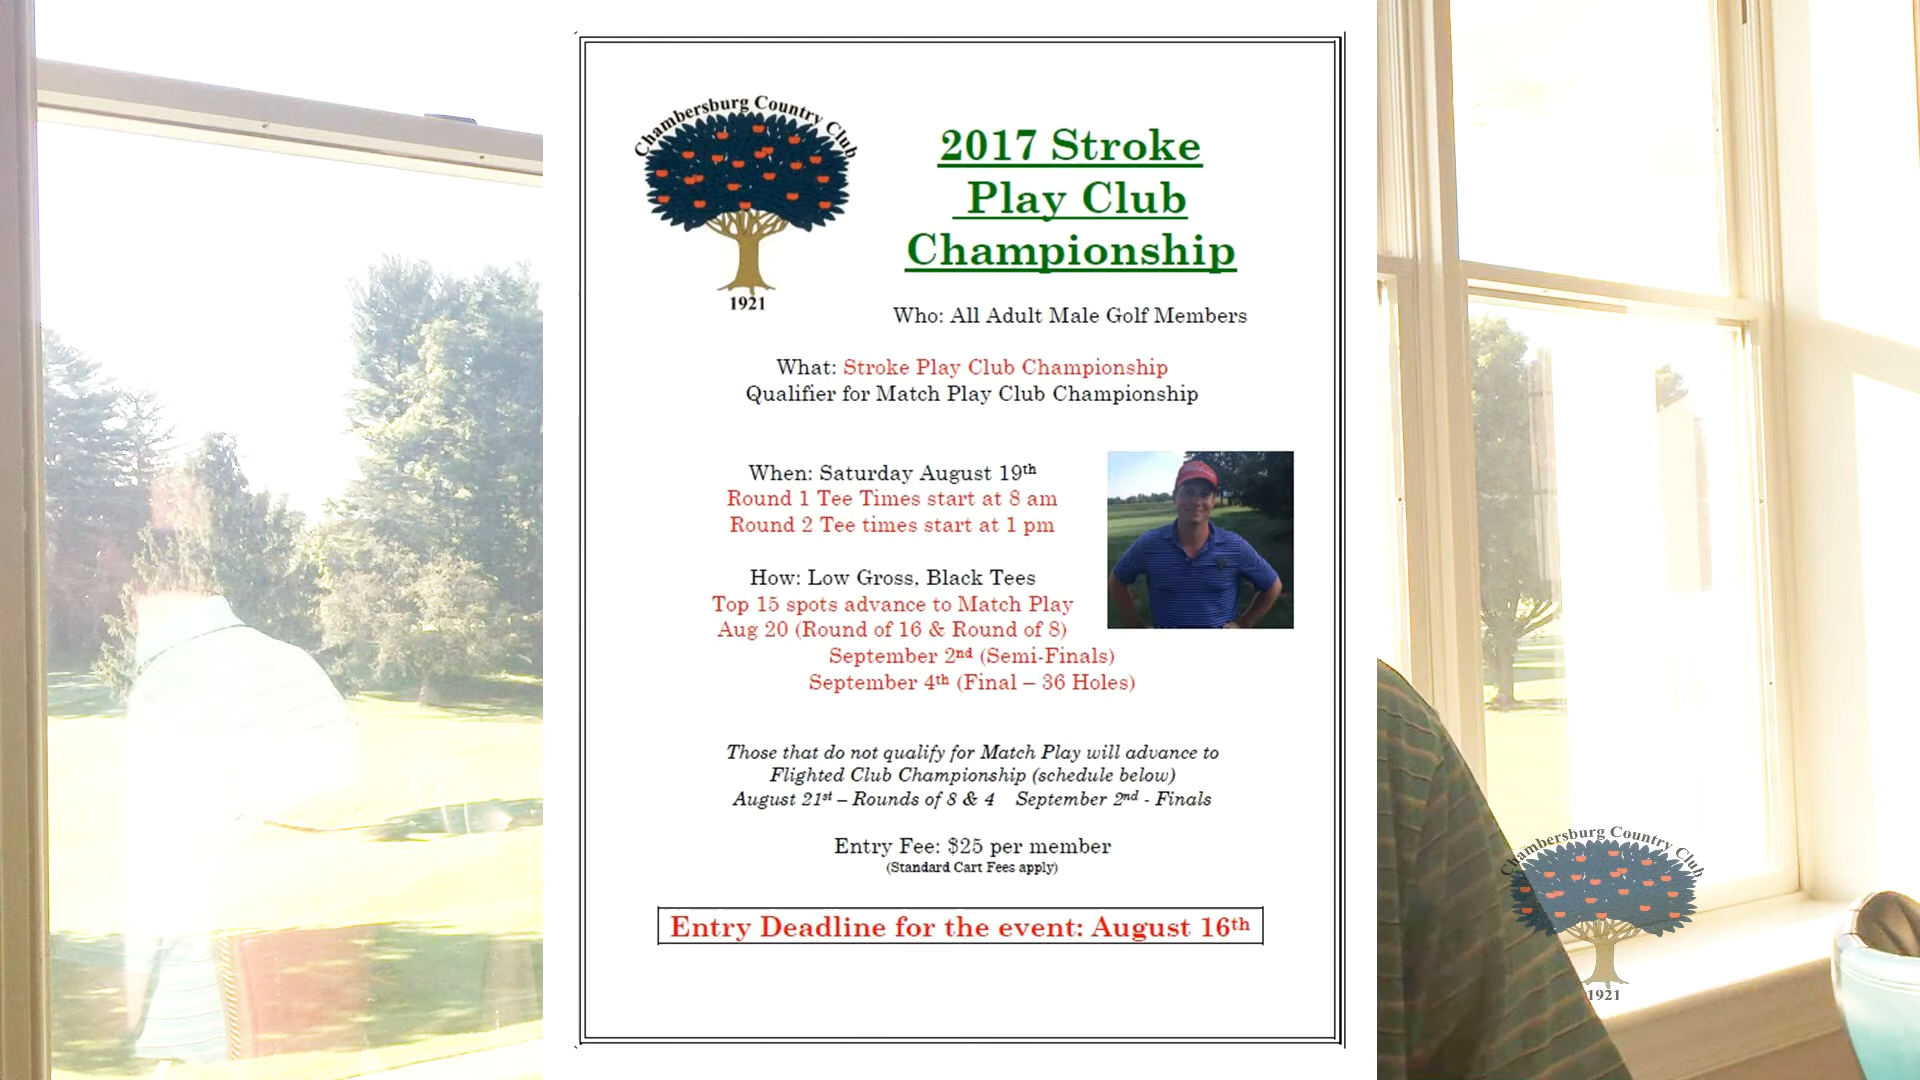 Chambersburg Country Club
1921
2017 Stroke
Play Club
Championship
Who: All Adult Male Golf Members
What: Stroke Play Club Championship
Qualifier for Match Play Club Championship
When: Saturday August 19th
Round 1 Tee Times start at 8 am
Round 2 Tee times start at 1 pm
How: Low Gross, Black Tees
Top 15 spots advance to Match Play
Aug 20 (Round of 16 & Round of 8)
September 2nd (Semi-Finals)
September 4th (Final – 36 Holes)
Those that do not qualify for Match Play will advance to
Flighted Club Championship (schedule below)
August 21st – Rounds of 8 & 4 September 2nd - Finals
Entry Fee: $25 per member
(Standard Cart Fees apply)
Entry Deadline for the event: August 16th
Chambersburg Country Club
1921